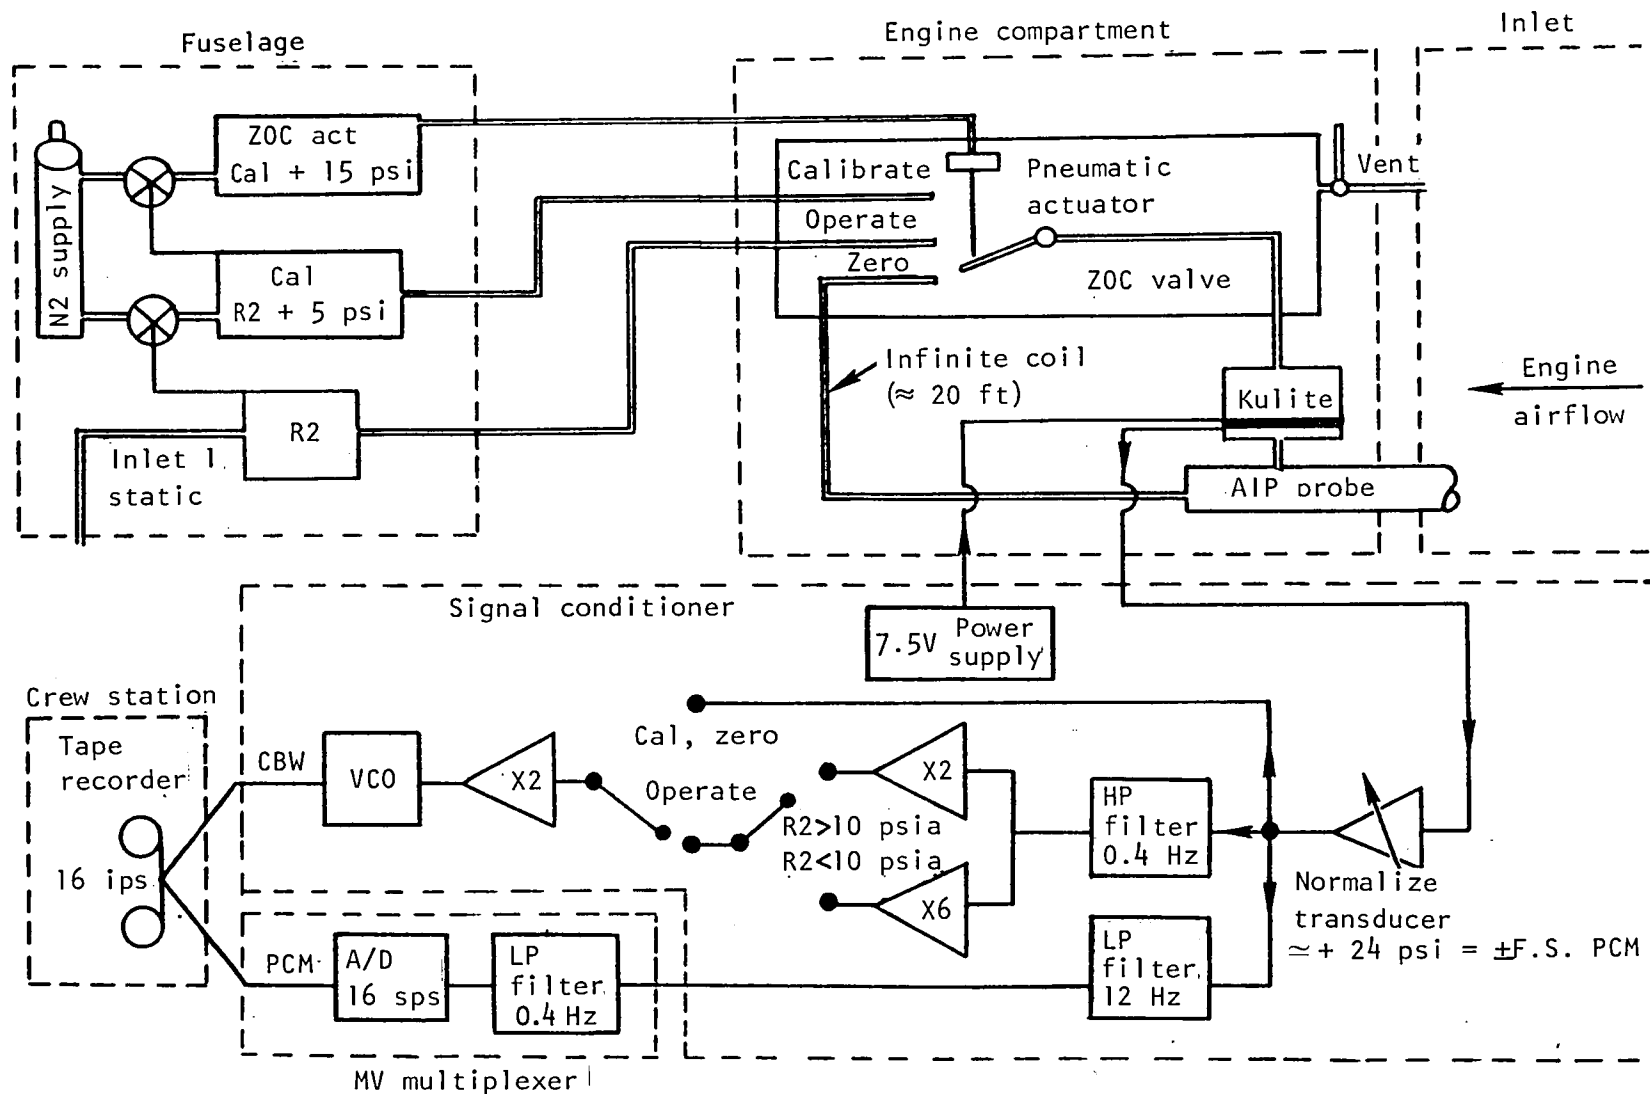 Fuselage
Engine compartment
Inlet
N2 supply
ZOC act
Cal + 15 psi
Cal
R2 + 5 psi
R2
Inlet 1
static
Calibrate
Operate
Zero
Pneumatic
actuator
ZOC valve
Vent
Infinite coil
(≈ 20 ft)
Kulite
AIP probe
Engine
airflow
Signal conditioner
7.5V
Power
supply
Crew station
Tape
recorder
16 ips
CBW
VCO
X2
Cal, zero
Operate
R2>10 psia
R2<10 psia
X2
X6
HP
filter
0.4 Hz
Normalize
transducer
≃ + 24 psi = ±F.S. PCM
LP
filter
12 Hz
PCM
A/D
16 sps
LP
filter
0.4 Hz
MV multiplexer